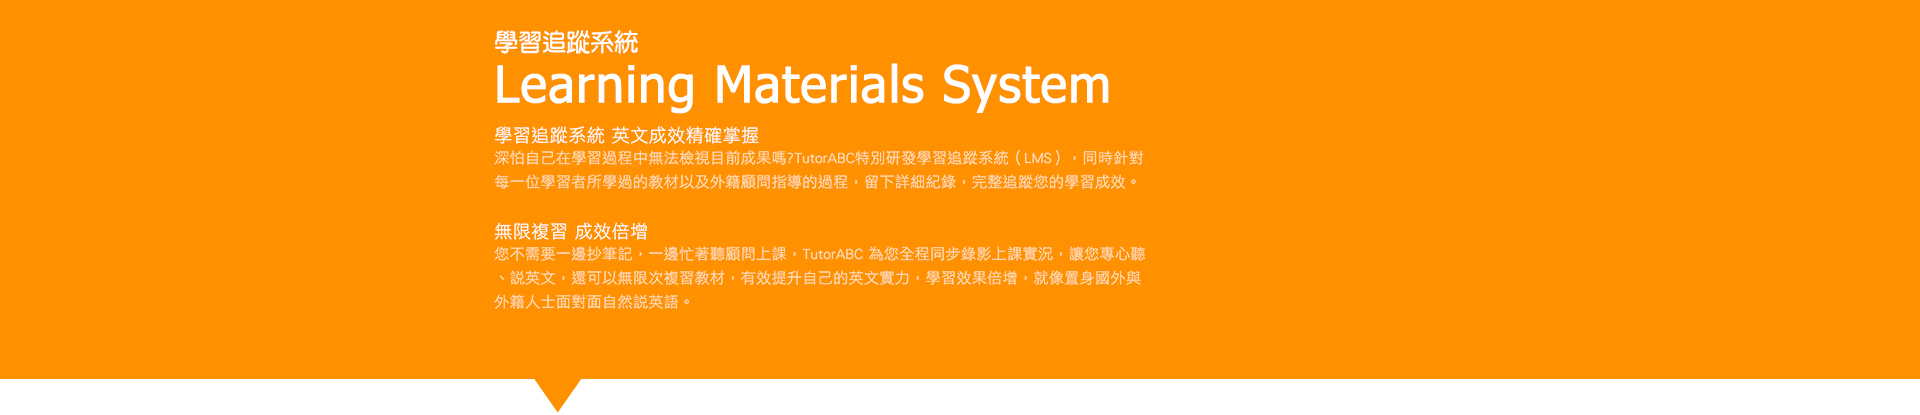 學習追蹤系統
Learning Materials System
學習追蹤系統 英文成效精確掌握
深怕自己在學習過程中無法檢視目前成果嗎?TutorABC特別研發學習追蹤系統（LMS），同時針對
每一位學習者所學過的教材以及外籍顧問指導的過程，留下詳細紀錄，完整追蹤您的學習成效。
無限複習 成效倍增
您不需要一邊抄筆記，一邊忙著聽顧問上課，TutorABC 為您全程同步錄影上課實況，讓您專心聽
、説英文，還可以無限次複習教材，有效提升自己的英文實力，學習效果倍增，就像置身國外與
外籍人士面對面自然説英語。